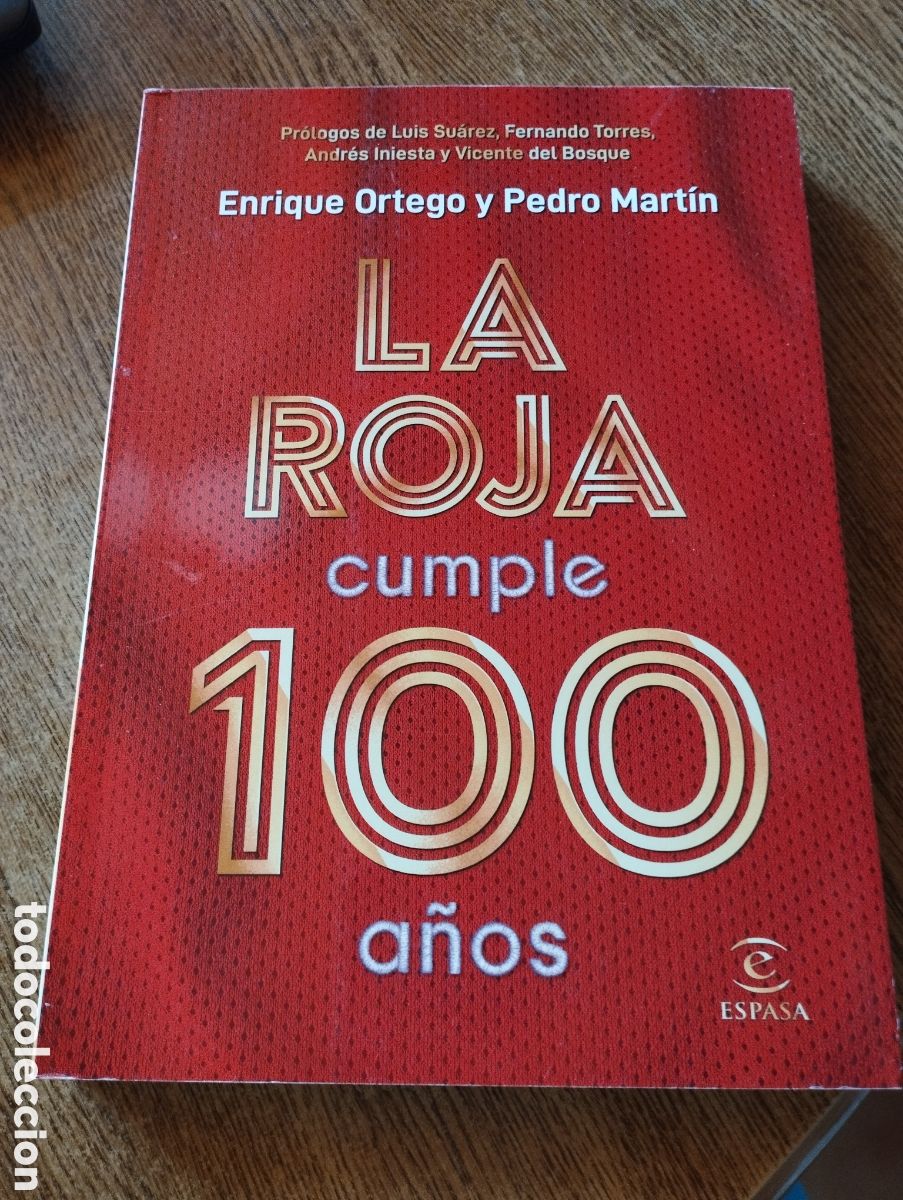 Prólogos de Luis Suárez, Fernando Torres,
Andrés Iniesta y Vicente del Bosque
Enrique Ortego y Pedro Martín
LA
ROJA
cumple
100
años
e
ESPASA
todocoleccion